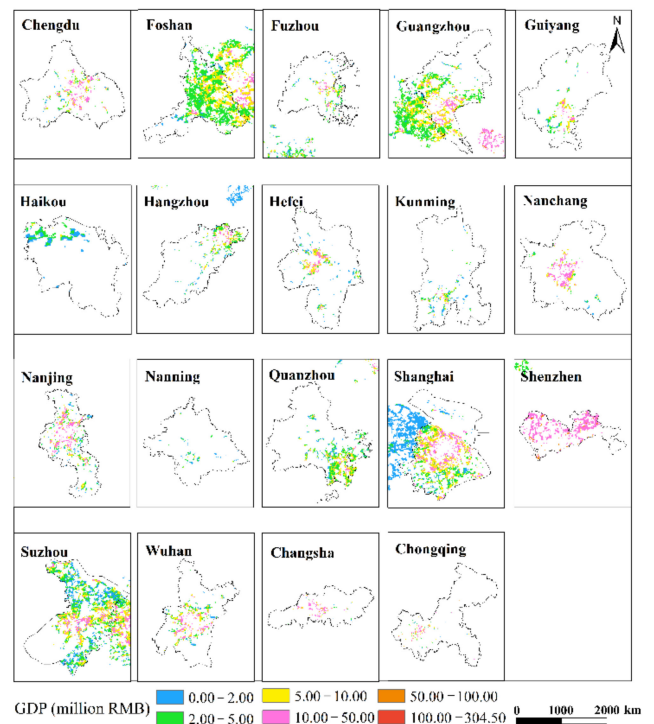 Chengdu Foshan Fuzhou Guangzhou Guiyang N
Haikou Hangzhou Hefei Kunming Nanchang
Nanjing Nanning Quanzhou Shanghai Shenzhen
Suzhou Wuhan Changsha Chongqing
GDP (million RMB) 0.00 – 2.00 5.00 – 10.00 50.00 – 100.00 0 1000 2000 km
2.00 – 5.00 10.00 – 50.00 100.00 – 304.50